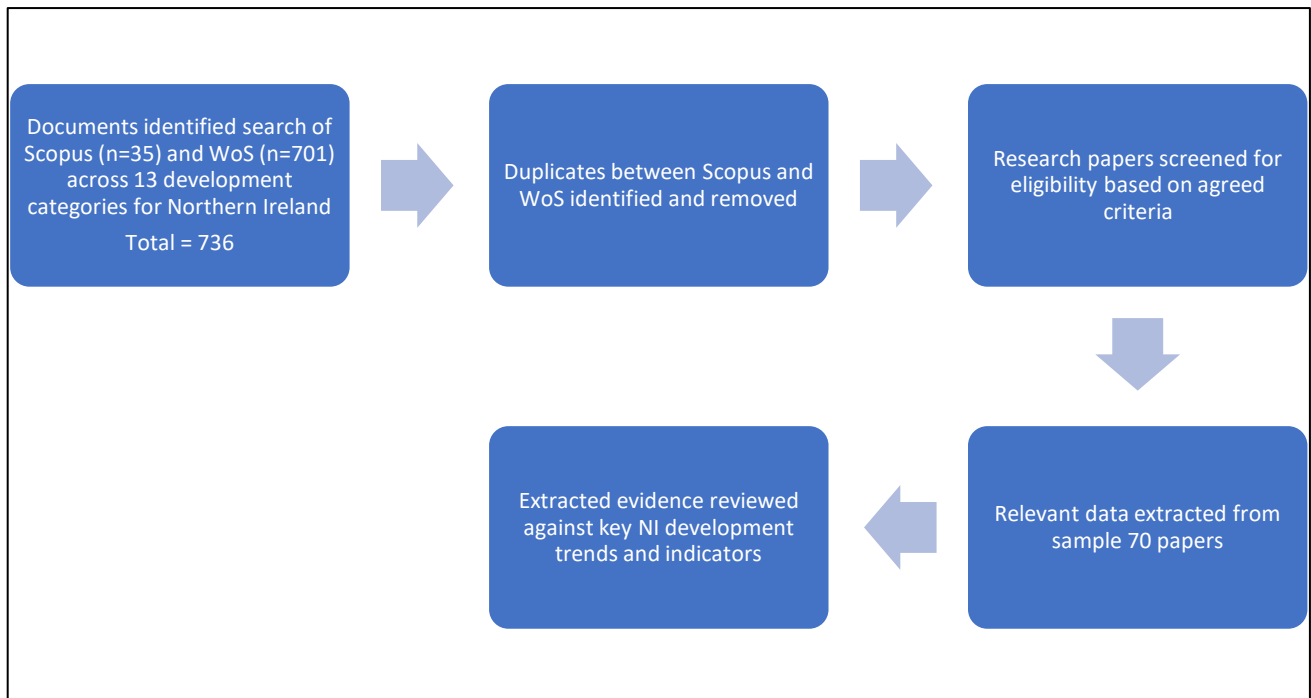 Documents identified search of
Scopus (n=35) and WoS (n=701)
across 13 development
categories for Northern Ireland
Total = 736
Duplicates between Scopus and
WoS identified and removed
Research papers screened for
eligibility based on agreed
criteria
Relevant data extracted from
sample 70 papers
Extracted evidence reviewed
against key NI development
trends and indicators